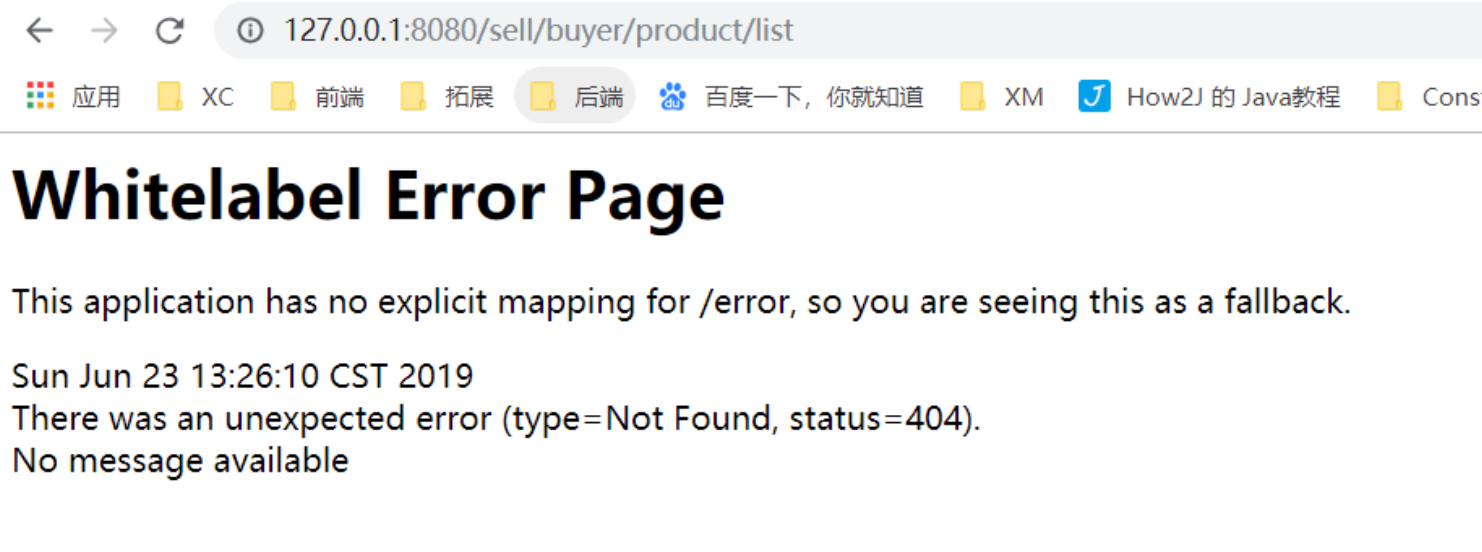 127.0.0.1:8080/sell/buyer/product/list
应用 XC 前端 拓展 后端 百度一下，你就知道 XM How2J 的 Java教程 Cons
Whitelabel Error Page
This application has no explicit mapping for /error, so you are seeing this as a fallback.
Sun Jun 23 13:26:10 CST 2019
There was an unexpected error (type=Not Found, status=404).
No message available